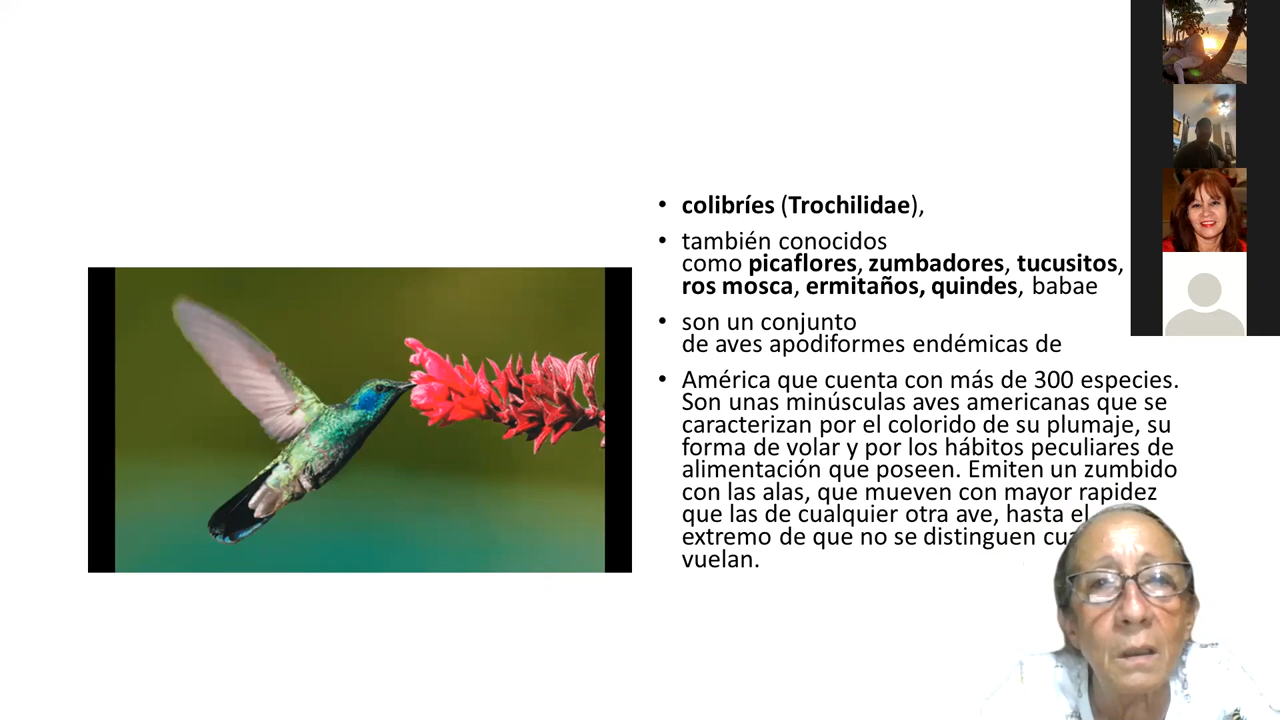 • colibríes (Trochilidae),
• también conocidos
como picaflores, zumbadores, tucusitos,
ros mosca, ermitaños, quindes, babae
• son un conjunto
de aves apodiformes endémicas de
• América que cuenta con más de 300 especies.
Son unas minúsculas aves americanas que se
caracterizan por el colorido de su plumaje, su
forma de volar y por los hábitos peculiares de
alimentación que poseen. Emiten un zumbido
con las alas, que mueven con mayor rapidez
que las de cualquier otra ave, hasta el
extremo de que no se distinguen
vuelan.